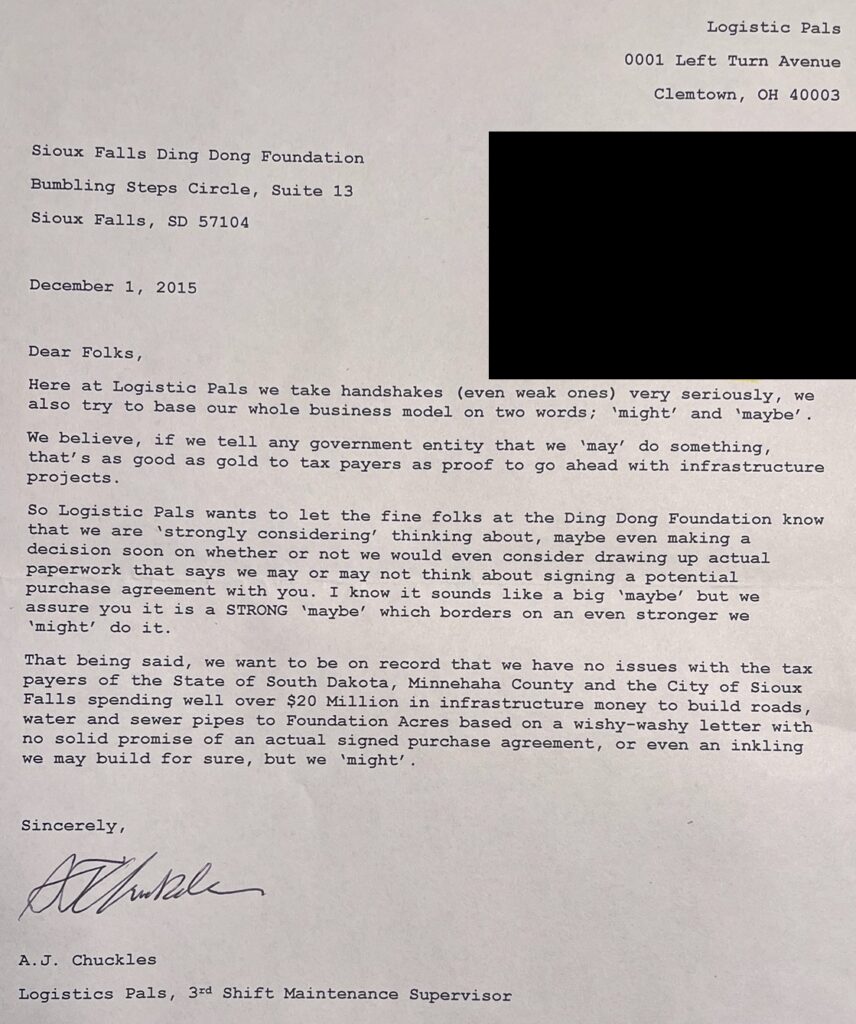 Logistic Pals
0001 Left Turn Avenue
Clemtown, OH 40003
Sioux Falls Ding Dong Foundation
Bumbling Steps Circle, Suite 13
Sioux Falls, SD 57104
December 1, 2015
Dear Folks,
Here at Logistic Pals we take handshakes (even weak ones) very seriously, we
also try to base our whole business model on two words; ‘might’ and ‘maybe’.
We believe, if we tell any government entity that we ‘may’ do something,
that’s as good as gold to tax payers as proof to go ahead with infrastructure
projects.
So Logistic Pals wants to let the fine folks at the Ding Dong Foundation know
that we are ‘strongly considering’ thinking about, maybe even making a
decision soon on whether or not we would even consider drawing up actual
paperwork that says we may or may not think about signing a potential
purchase agreement with you. I know it sounds like a big ‘maybe’ but we
assure you it is a STRONG ‘maybe’ which borders on an even stronger we
‘might’ do it.
That being said, we want to be on record that we have no issues with the tax
payers of the State of South Dakota, Minnehaha County and the City of Sioux
Falls spending well over $20 Million in infrastructure money to build roads,
water and sewer pipes to Foundation Acres based on a wishy-washy letter with
no solid promise of an actual signed purchase agreement, or even an inkling
we may build for sure, but we ‘might’.
Sincerely,
AJ Chuckles
A.J. Chuckles
Logistics Pals, 3rd Shift Maintenance Supervisor